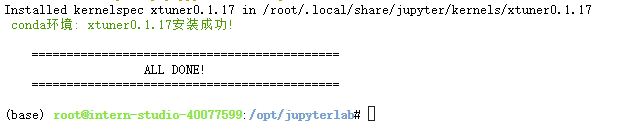 Installed kernelspec xtuner0.1.17 in /root/.local/share/jupyter/kernels/xtuner0.1.17
conda环境: xtuner0.1.17安装成功!
============================================
ALL DONE!
============================================
(base) root@intern-studio-40077599:/opt/jupyterlab#